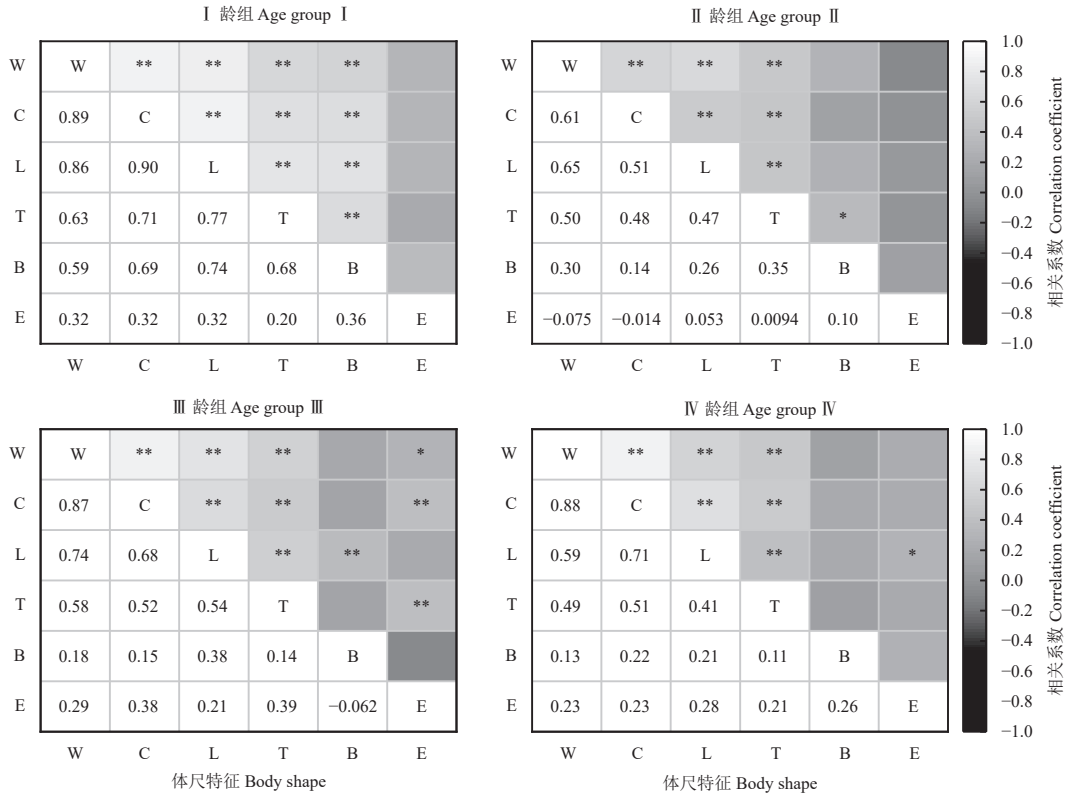 Ⅰ 龄组 Age group Ⅰ
W W ** ** ** **
C 0.89 C ** ** **
L 0.86 0.90 L ** **
T 0.63 0.71 0.77 T **
B 0.59 0.69 0.74 0.68 B
E 0.32 0.32 0.32 0.20 0.36 E
W C L T B E
Ⅱ 龄组 Age group Ⅱ
W W ** ** **
C 0.61 C ** **
L 0.65 0.51 L **
T 0.50 0.48 0.47 T *
B 0.30 0.14 0.26 0.35 B
E −0.075 −0.014 0.053 0.0094 0.10 E
W C L T B E
1.0
0.8
0.6
0.4
0.2
0.0
−0.2
−0.4
−0.6
−0.8
−1.0
相关系数 Correlation coefficient
Ⅲ 龄组 Age group Ⅲ
W W ** ** ** *
C 0.87 C ** ** **
L 0.74 0.68 L ** **
T 0.58 0.52 0.54 T **
B 0.18 0.15 0.38 0.14 B
E 0.29 0.38 0.21 0.39 −0.062 E
W C L T B E
体尺特征 Body shape
Ⅳ 龄组 Age group Ⅳ
W W ** ** **
C 0.88 C ** **
L 0.59 0.71 L ** *
T 0.49 0.51 0.41 T
B 0.13 0.22 0.21 0.11 B
E 0.23 0.23 0.28 0.21 0.26 E
W C L T B E
体尺特征 Body shape
1.0
0.8
0.6
0.4
0.2
0.0
−0.2
−0.4
−0.6
−0.8
−1.0
相关系数 Correlation coefficient